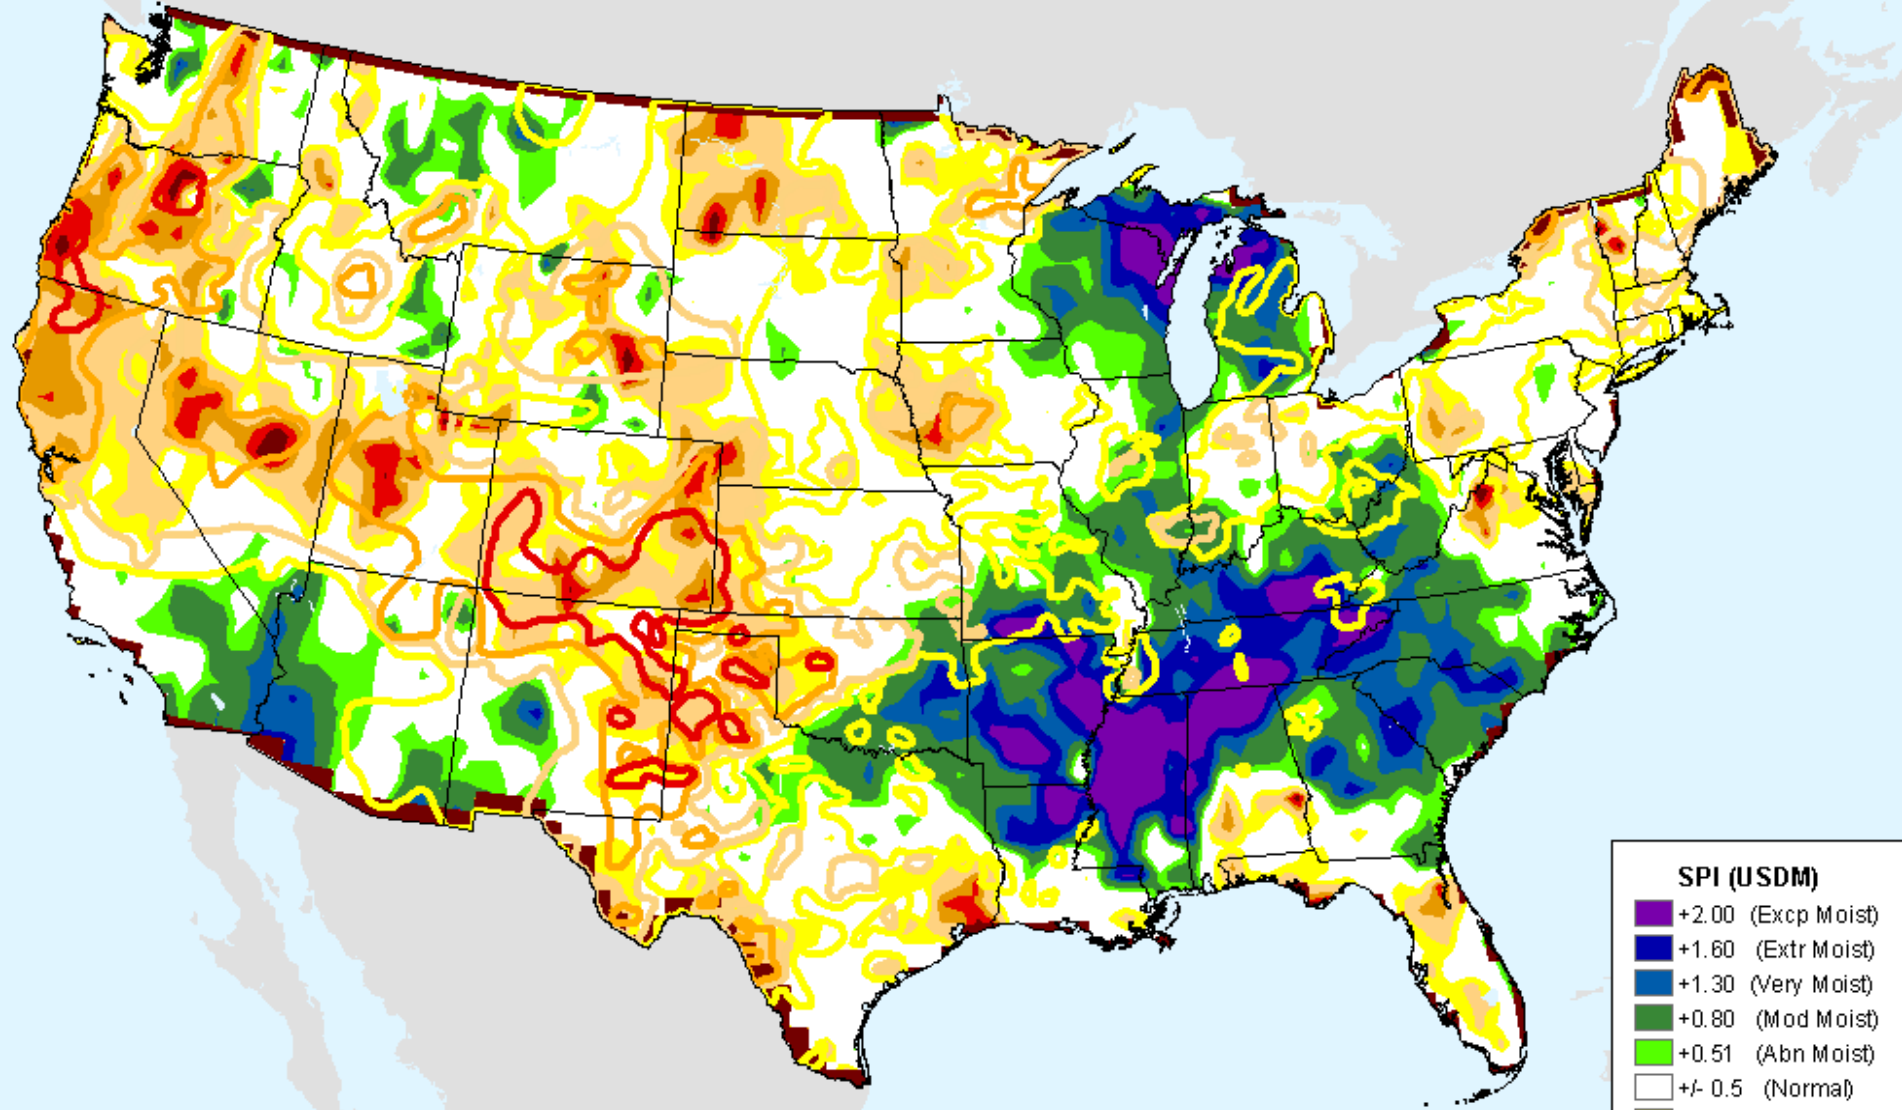 SPI (USDM)
+2.00 (Excp Moist)
+1.60 (Extr Moist)
+1.30 (Very Moist)
+0.80 (Mod Moist)
+0.51 (Abn Moist)
+/- 0.5 (Normal)